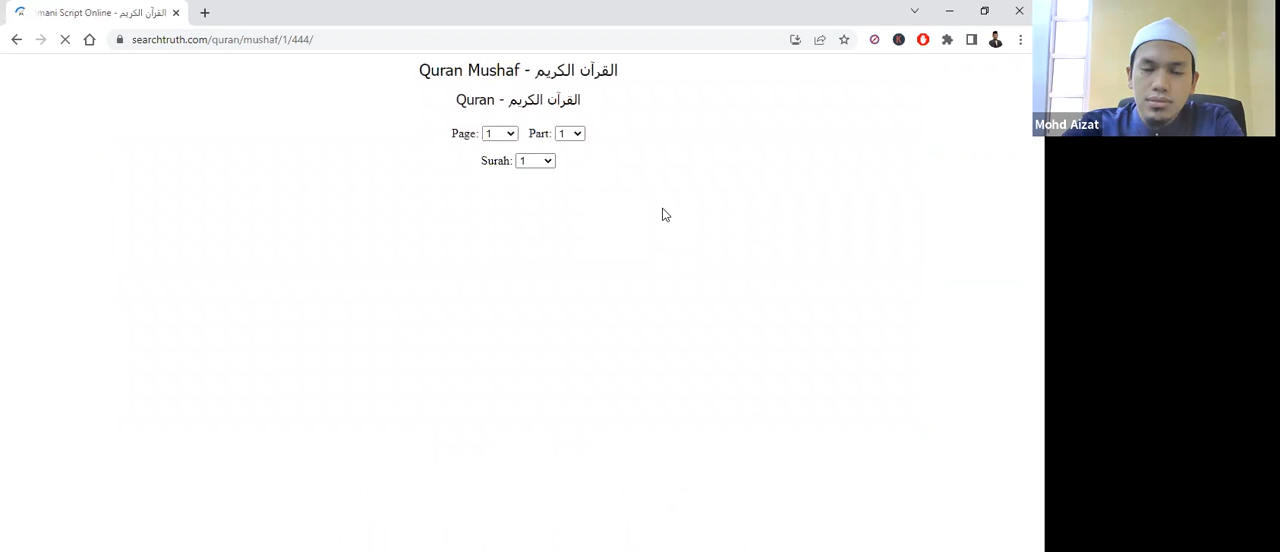 mani Script Online - القرآن الكريم
searchtruth.com/quran/mushaf/1/444/
Quran Mushaf - القرآن الكريم
Quran - القرآن الكريم
Page: 1 Part: 1
Surah: 1
Mohd Aizat